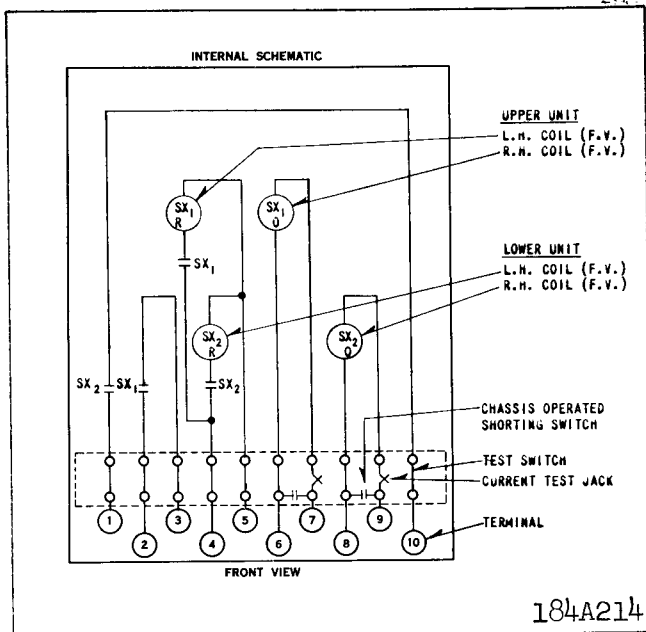 INTERNAL SCHEMATIC
UPPER UNIT
L.H. COIL (F.V.)
R.H. COIL (F.V.)
SX1
R
SX1
O
SX1
LOWER UNIT
L.H. COIL (F.V.)
R.H. COIL (F.V.)
SX2
R
SX2
O
SX2
SX1
SX2
CHASSIS OPERATED
SHORTING SWITCH
TEST SWITCH
CURRENT TEST JACK
1
2
3
4
5
6
7
8
9
10
TERMINAL
FRONT VIEW
184A214